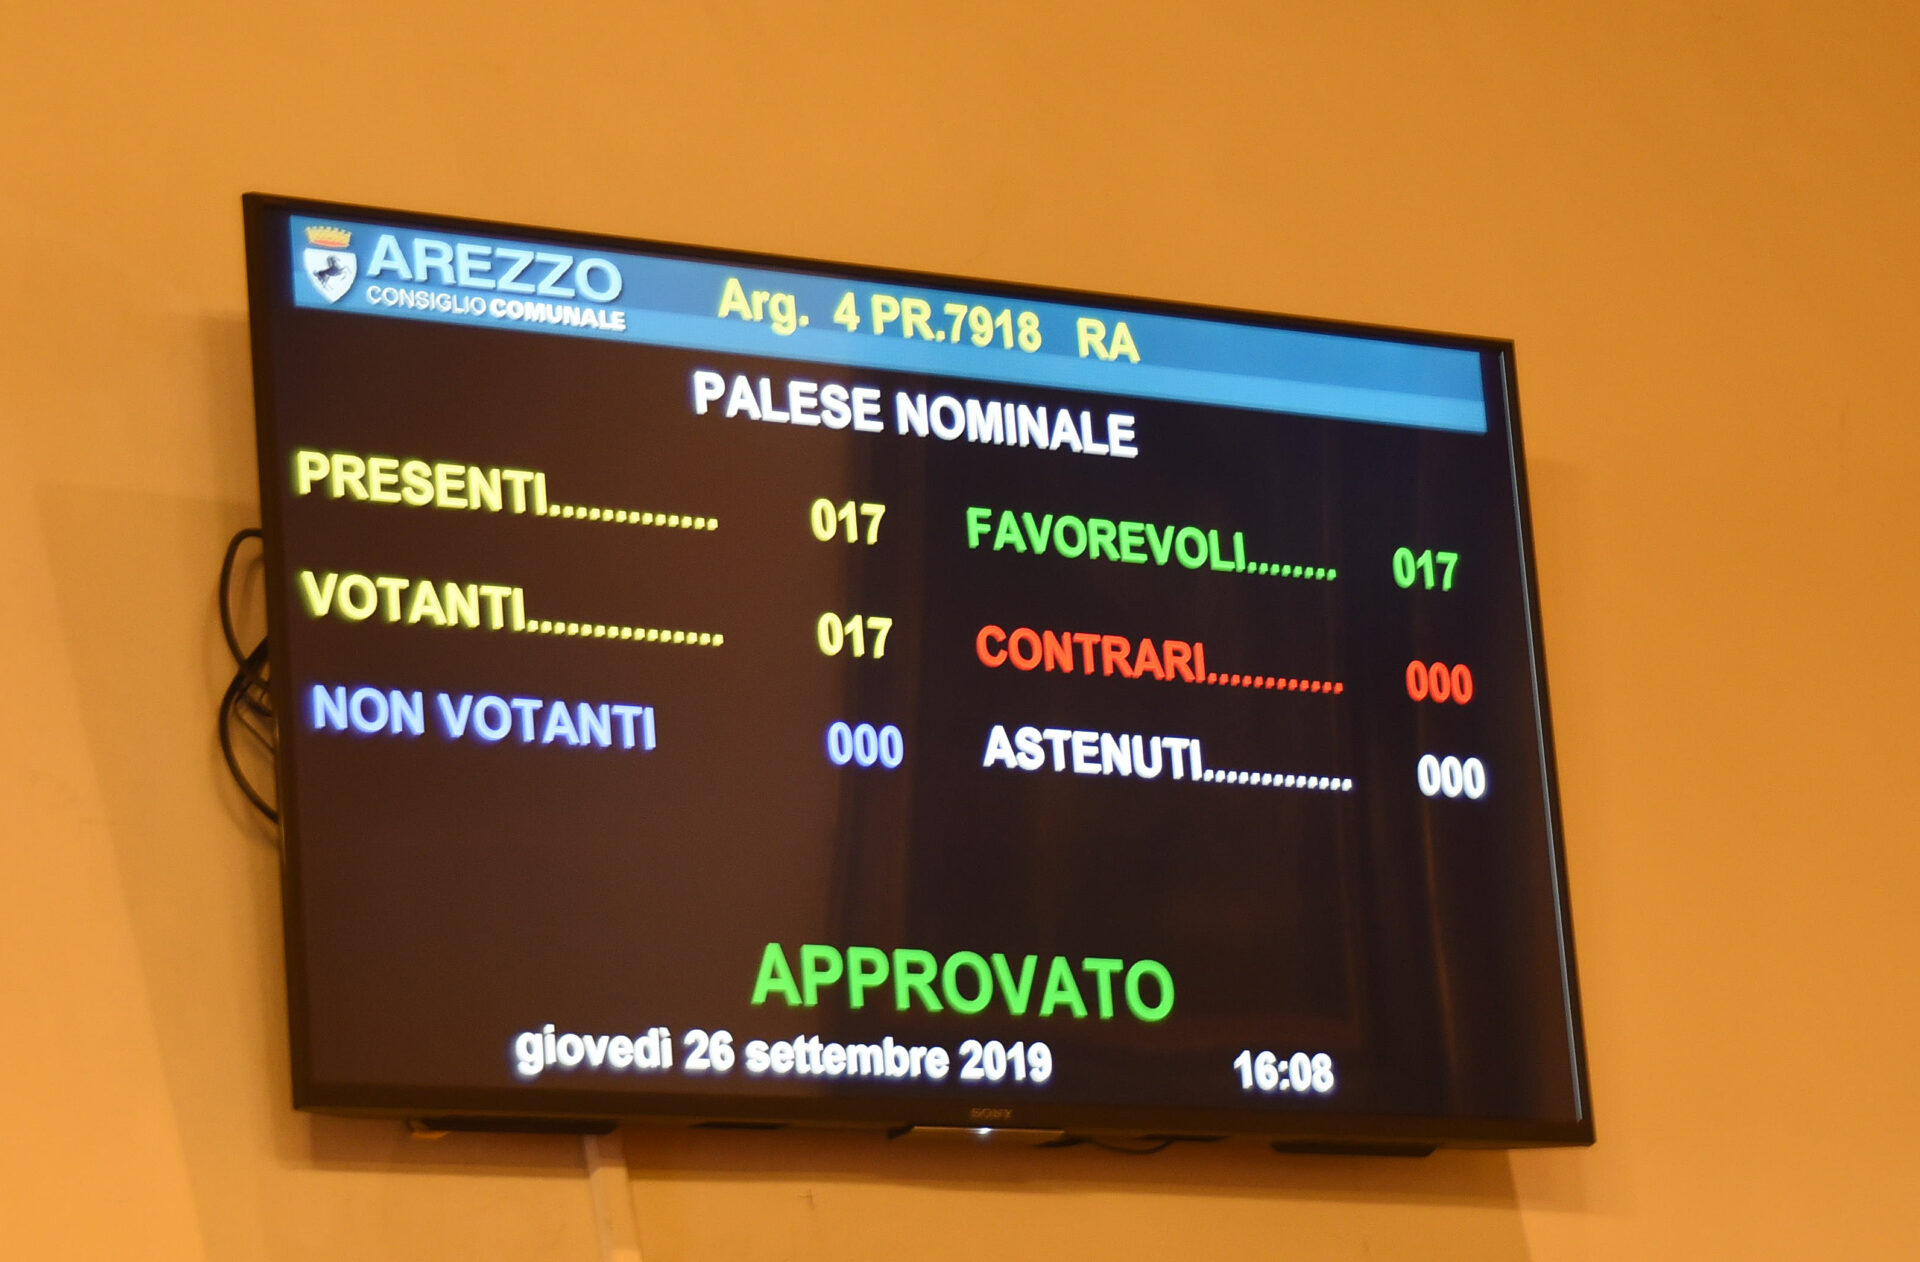 AREZZO
CONSIGLIO COMUNALE
Arg. 4 PR.7918 RA
PALESE NOMINALE
PRESENTI............. 017
FAVOREVOLI........ 017
VOTANTI............... 017
CONTRARI............ 000
NON VOTANTI 000
ASTENUTI............. 000
APPROVATO
giovedì 26 settembre 2019 16:08
SONY